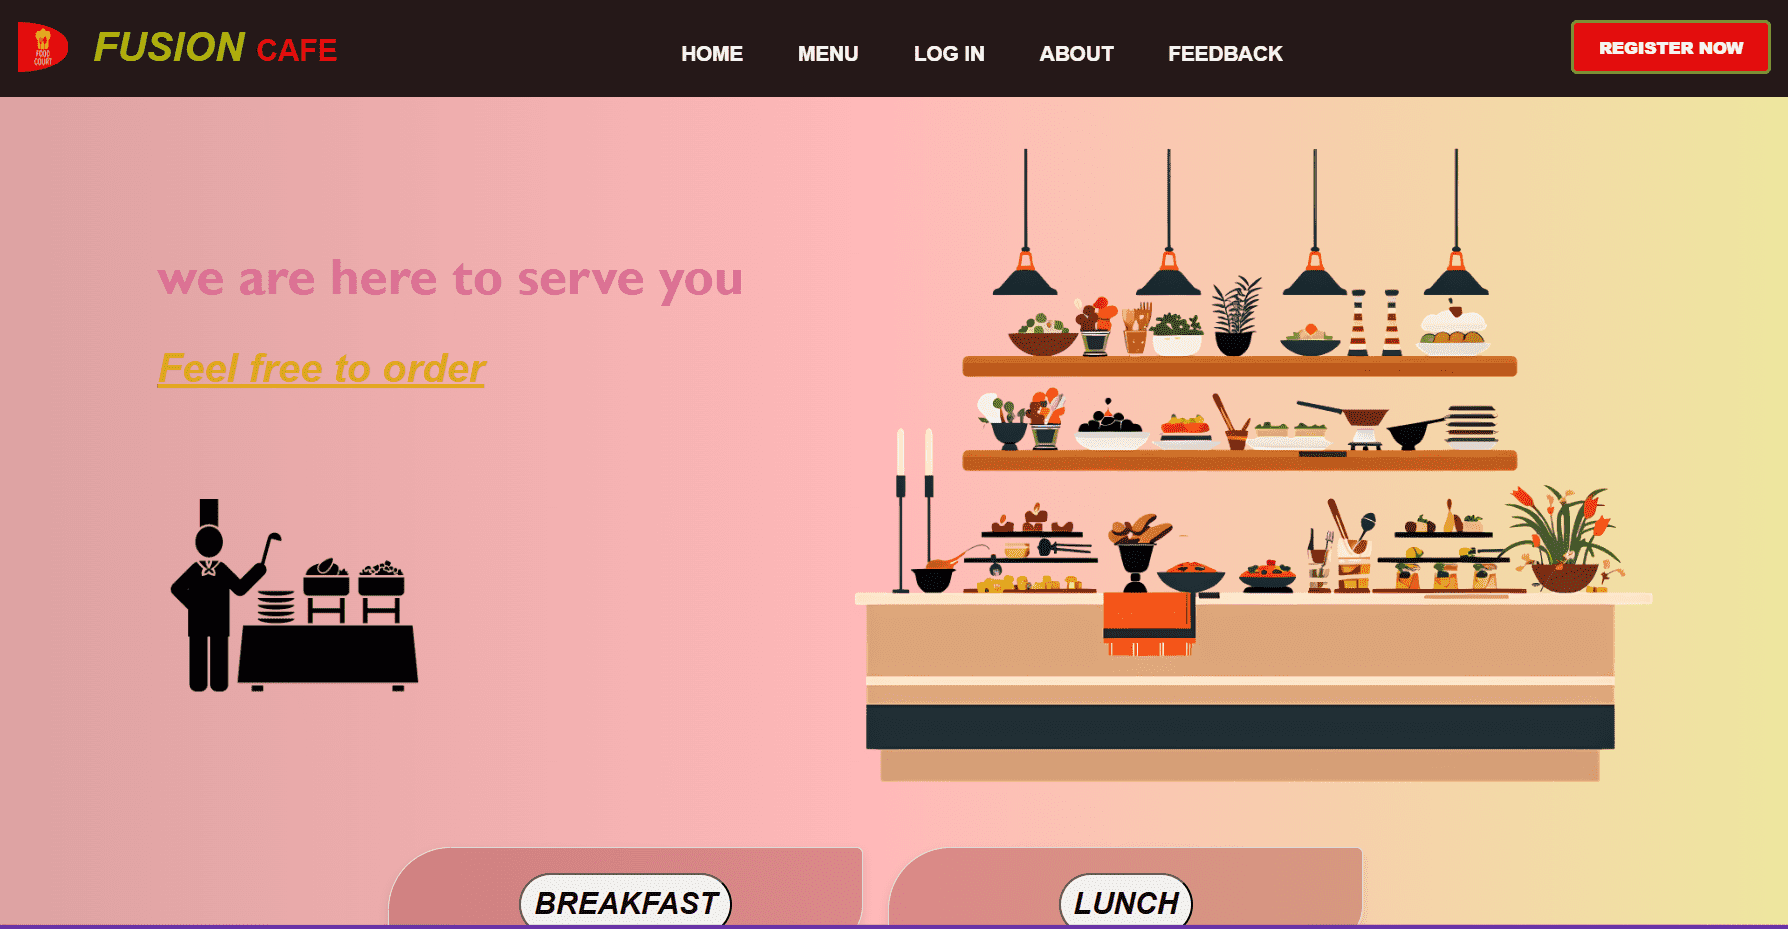 FOOD
COURT
FUSION CAFE
HOME MENU LOG IN ABOUT FEEDBACK
REGISTER NOW
we are here to serve you
Feel free to order
BREAKFAST
LUNCH